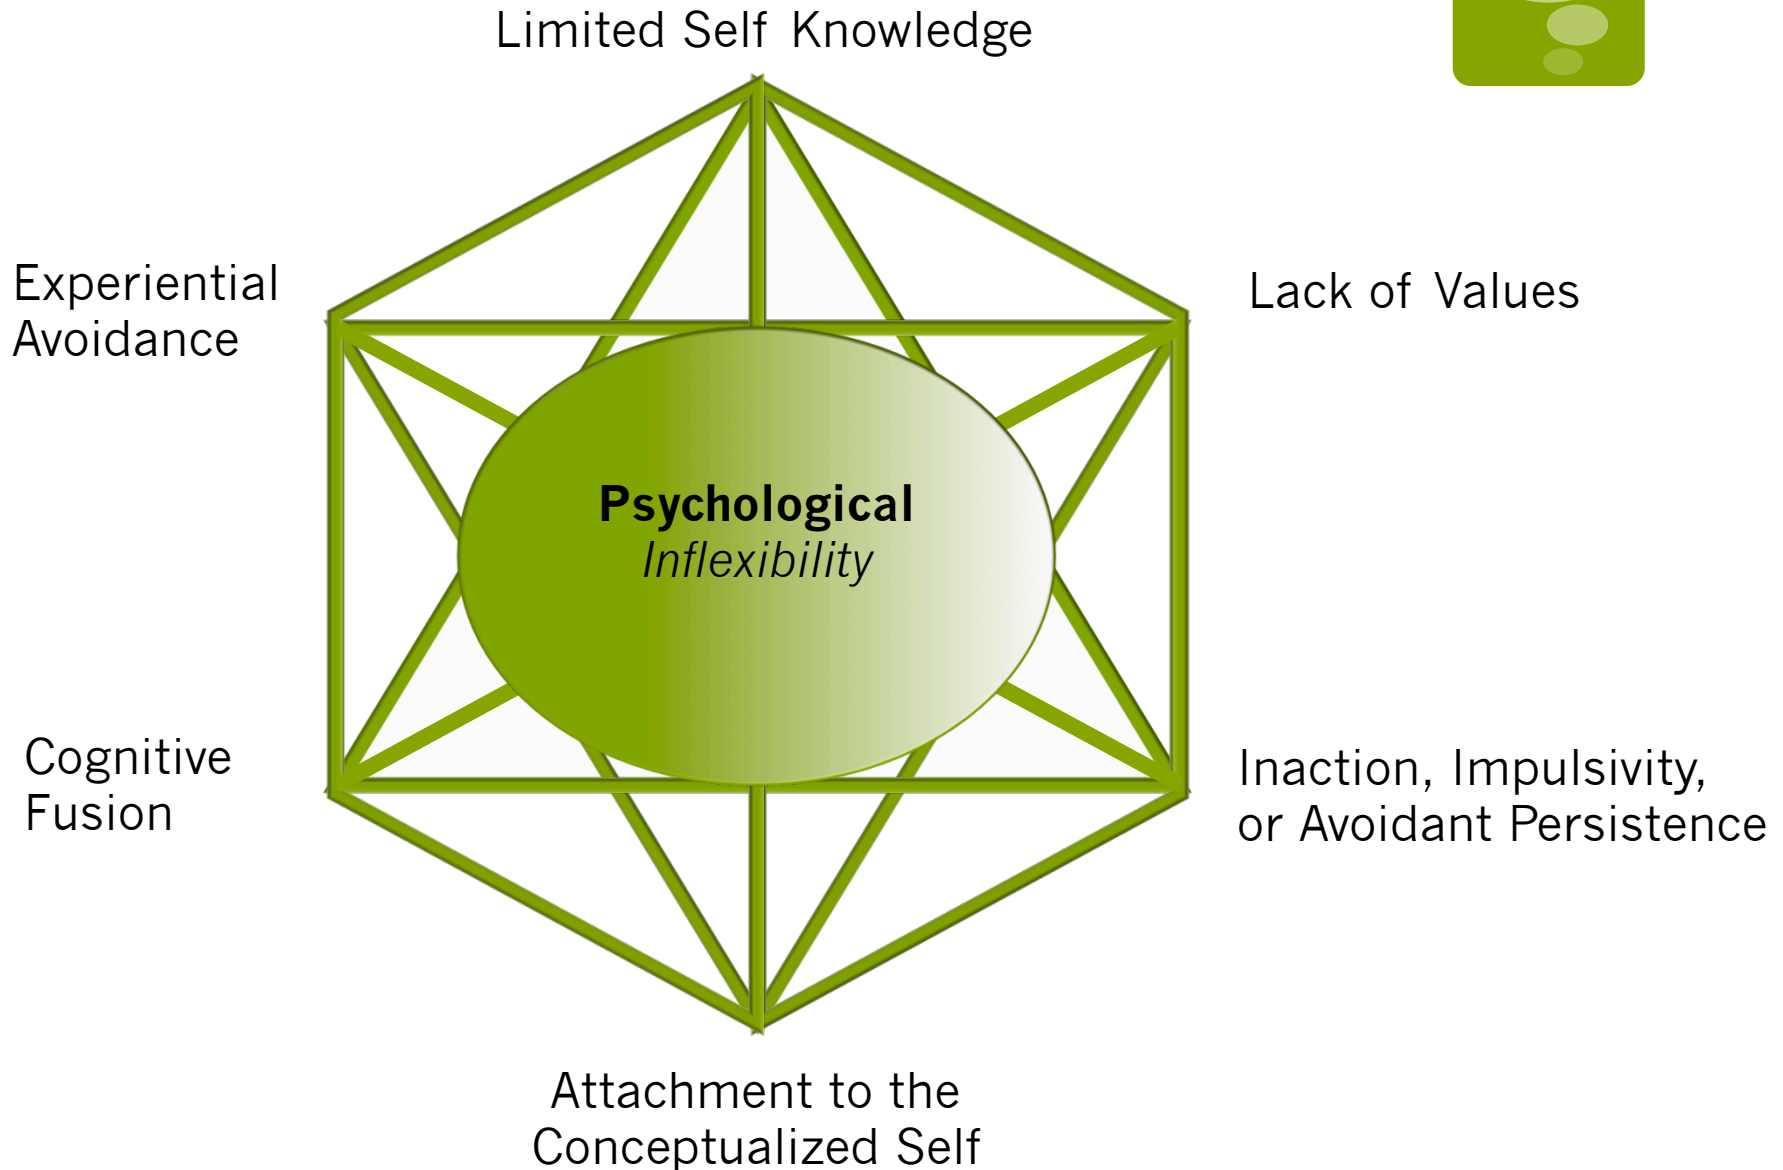 Limited Self Knowledge
Experiential
Avoidance
Lack of Values
Psychological
Inflexibility
Cognitive
Fusion
Inaction, Impulsivity,
or Avoidant Persistence
Attachment to the
Conceptualized Self